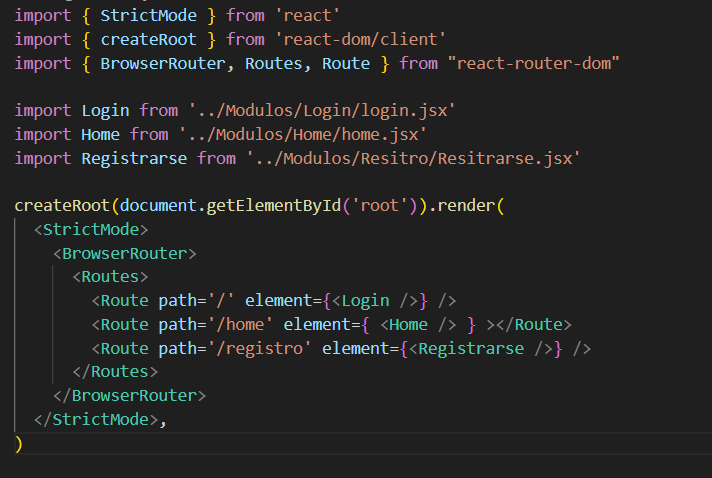 import { StrictMode } from 'react'
import { createRoot } from 'react-dom/client'
import { BrowserRouter, Routes, Route } from "react-router-dom"
import Login from '../Modulos/Login/login.jsx'
import Home from '../Modulos/Home/home.jsx'
import Registrarse from '../Modulos/Resitro/Resitrarse.jsx'
createRoot(document.getElementById('root')).render(
<StrictMode>
<BrowserRouter>
<Routes>
<Route path='/' element={<Login />} />
<Route path='/home' element={ <Home /> } ></Route>
<Route path='/registro' element={<Registrarse />} />
</Routes>
</BrowserRouter>
</StrictMode>,
)